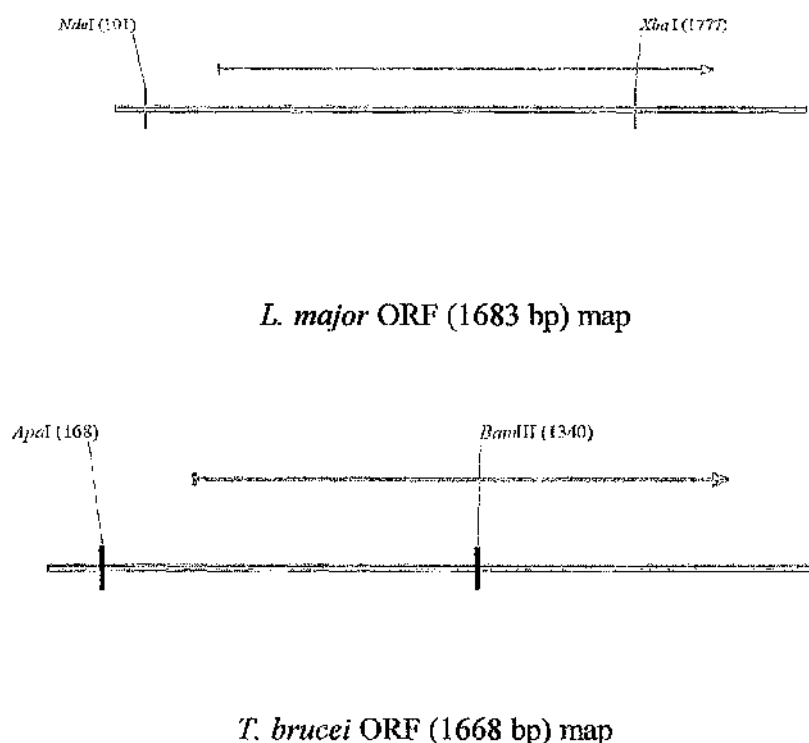 NdeI (101)
XbaI (1777)
L. major ORF (1683 bp) map
ApaI (168)
BamHI (1340)
T. brucei ORF (1668 bp) map